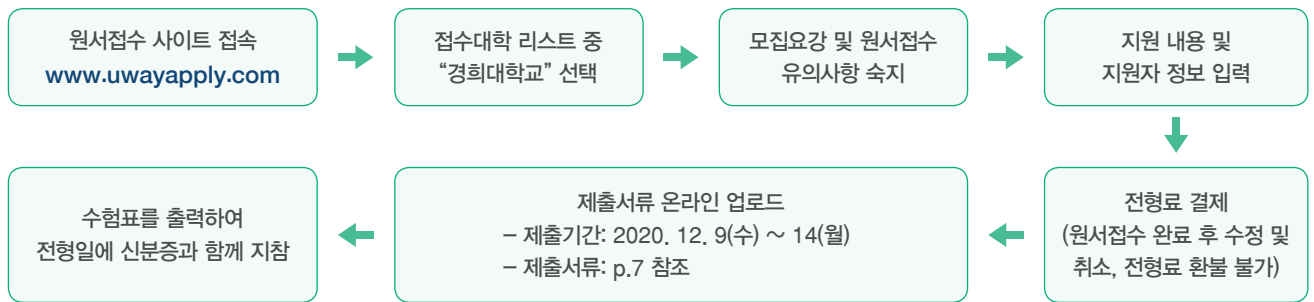 원서접수 사이트 접속
www.uwayapply.com
접수대학 리스트 중
“경희대학교” 선택
모집요강 및 원서접수
유의사항 숙지
지원 내용 및
지원자 정보 입력
전형료 결제
(원서접수 완료 후 수정 및
취소, 전형료 환불 불가)
제출서류 온라인 업로드
– 제출기간: 2020. 12. 9(수) ~ 14(월)
– 제출서류: p.7 참조
수험표를 출력하여
전형일에 신분증과 함께 지참